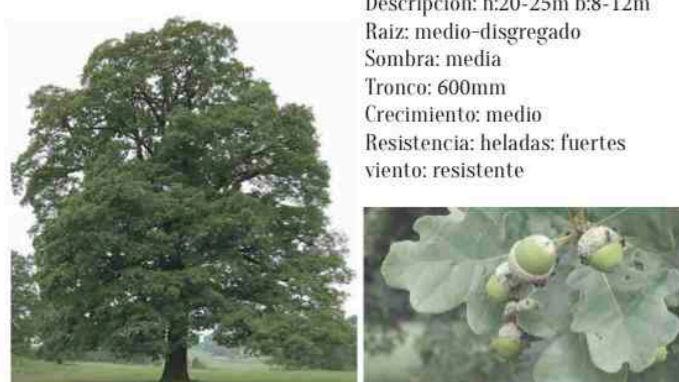 Descripción: h:20-25m b:8-12m
Raiz: medio-disgregado
Sombra: media
Tronco: 600mm
Crecimiento: medio
Resistencia: heladas: fuertes
viento: resistente